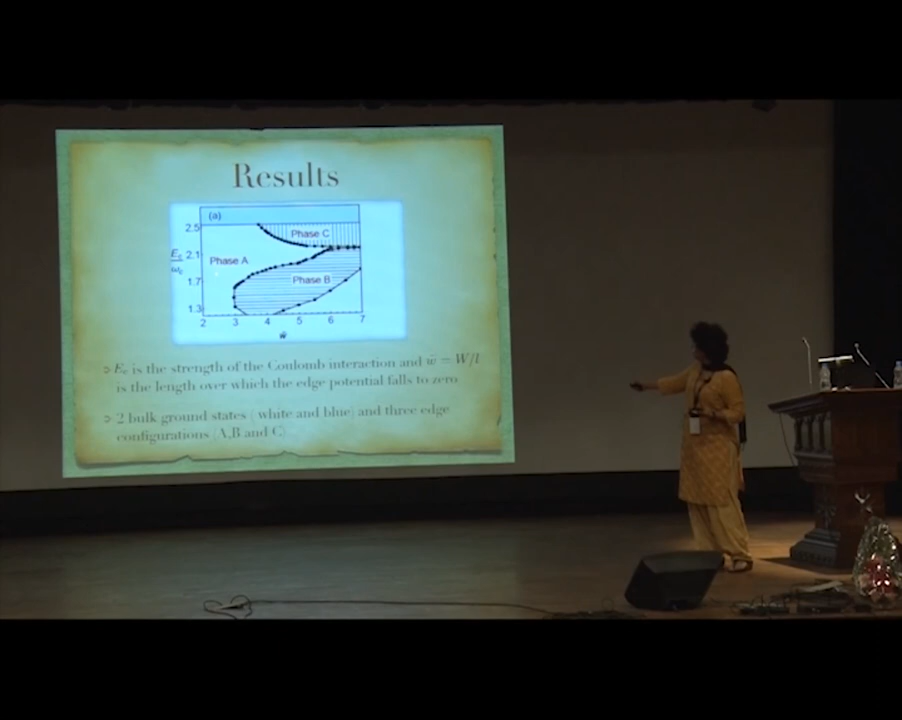 Results
(a)
2.5
Phase C
E_c
ω_c
2.1
Phase A
Phase B
1.7
1.3
2 3 4 5 6 7
w̃
E_c is the strength of the Coulomb interaction and w̃ = W/l
is the length over which the edge potential falls to zero
2 bulk ground states ( white and blue) and three edge
configurations (A,B and C)